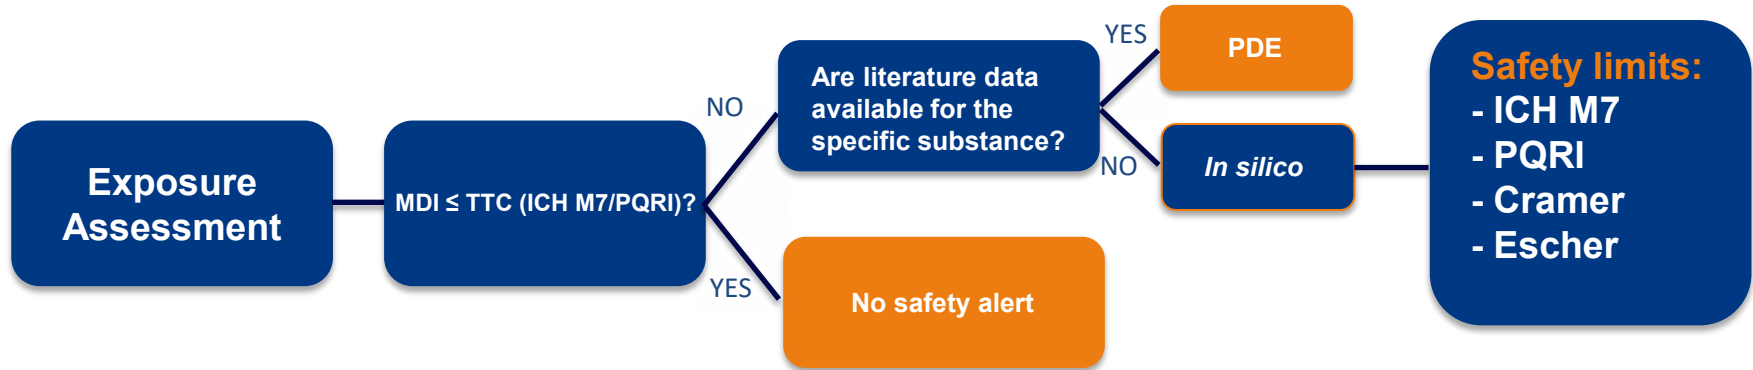 Exposure
Assessment
MDI ≤ TTC (ICH M7/PQRI)?
NO
YES
Are literature data
available for the
specific substance?
YES
NO
PDE
In silico
No safety alert
Safety limits:
- ICH M7
- PQRI
- Cramer
- Escher